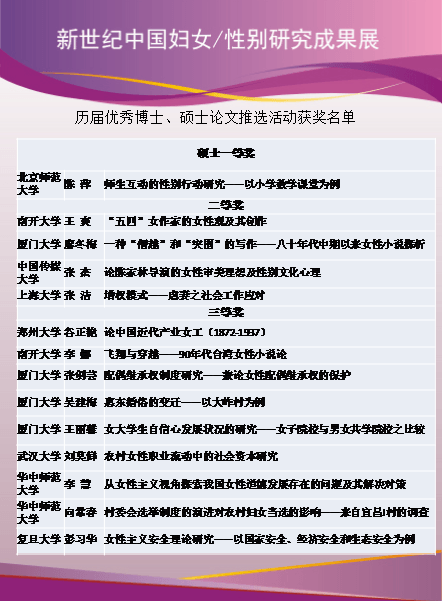 新世纪中国妇女/性别研究成果展
历届优秀博士、硕士论文推选活动获奖名单
硕士一等奖
北京师范大学 陈 萍 师生互动的性别行动研究——以小学数学课堂为例
二等奖
南开大学 王 爽 “五四”女作家的女性观及其创作
厦门大学 廖冬梅 一种“僭越”和“突围”的写作——八十年代中期以来女性小说探析
中国传媒大学 张 论陈家林导演的女性审美理想及性别文化心理
上海大学 张 洁 增权模式——虐妻之社会工作应对
三等奖
郑州大学 谷正艳 论中国近代产业女工(1872-1937)
南开大学 李 娜 飞翔与穿越——90年代台湾女性小说论
厦门大学 张剑芸 配偶继承权制度研究——兼论女性配偶继承权的保护
厦门大学 吴建梅 惠东婚俗的变迁——以大岞村为例
厦门大学 王丽馨 女大学生自信心发展状况的研究——女子院校与男女共学院校之比较
武汉大学 刘莫鲜 农村女性职业流动中的社会资本研究
华中师范大学 李 慧 从女性主义视角探索我国女性道德发展存在的问题及其解决对策
华中师范大学 向常春 村委会选举制度的演进对农村妇女当选的影响——来自宜昌J村的调查
复旦大学 彭习华 女性主义安全理论研究——以国家安全、经济安全和生态安全为例